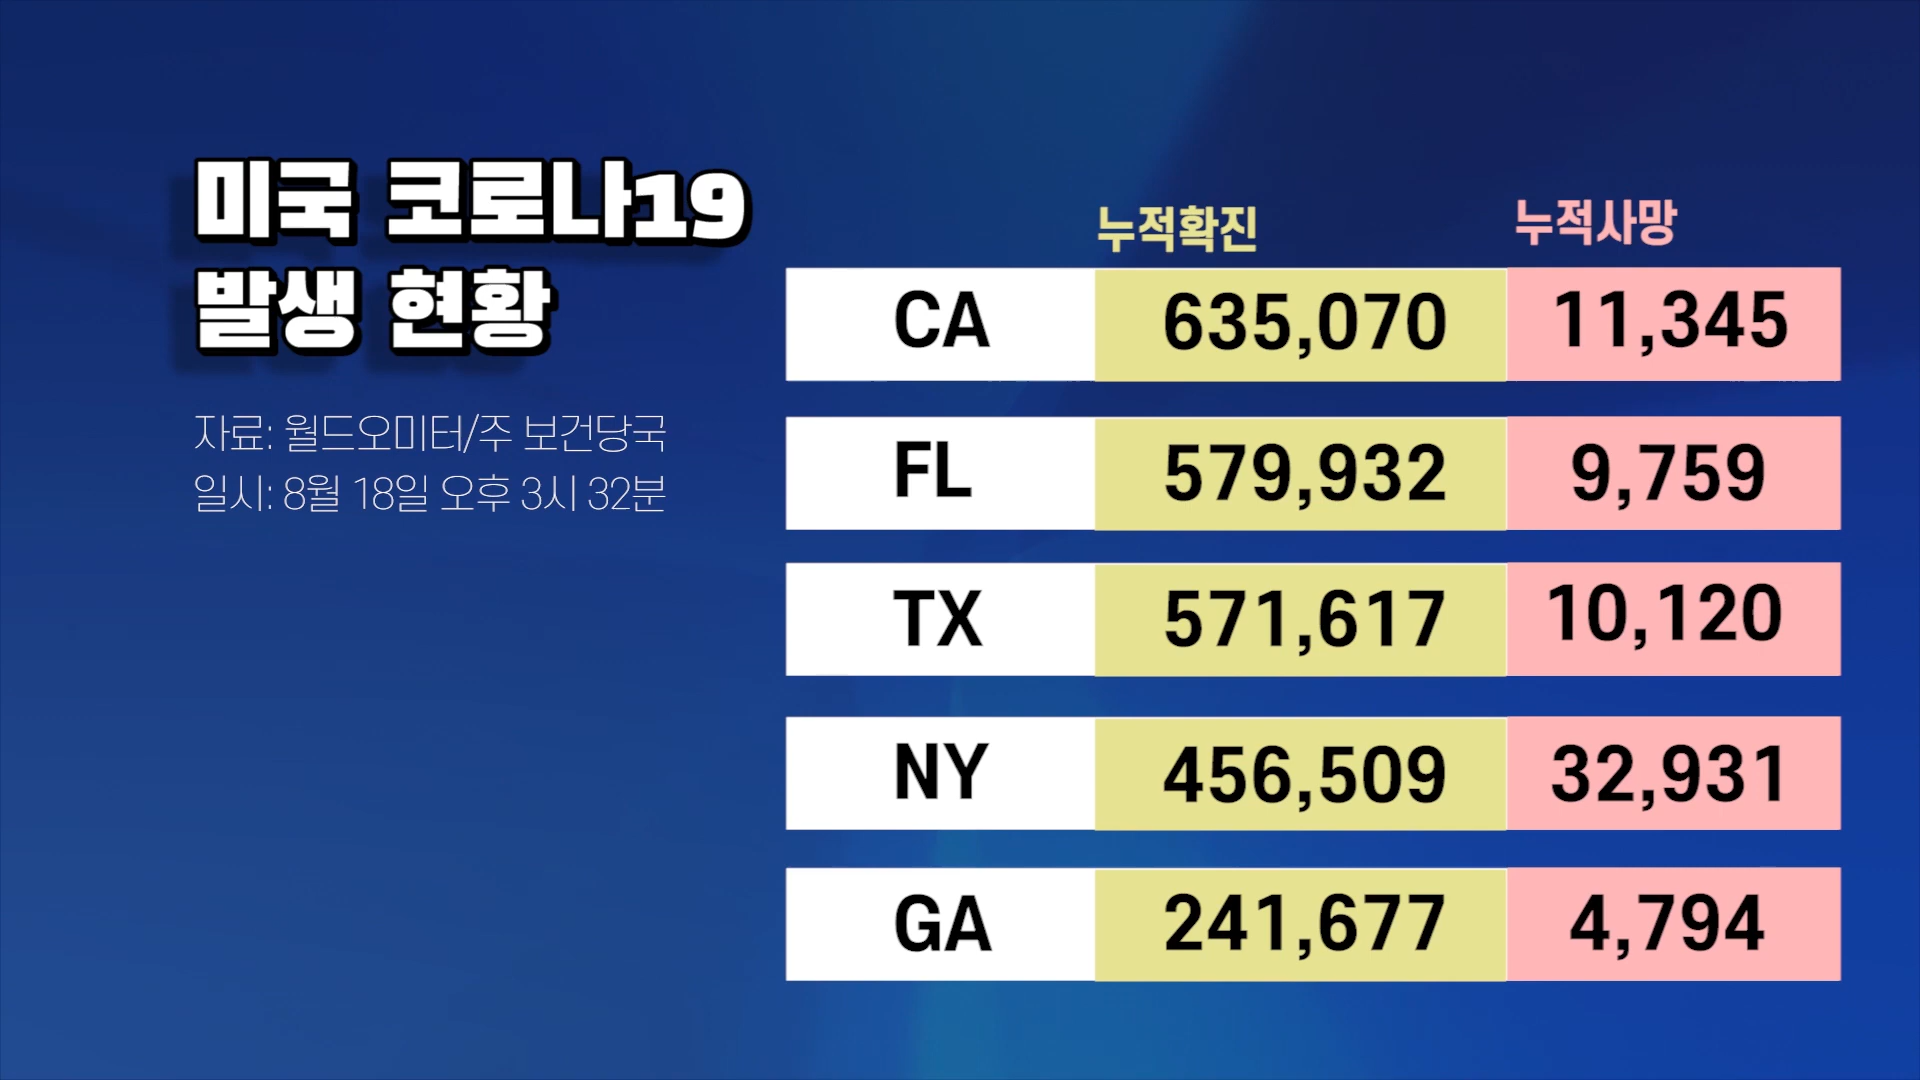 미국 코로나19
발생 현황
자료: 월드오미터/주 보건당국
일시: 8월 18일 오후 3시 32분
누적확진 누적사망
CA 635,070 11,345
FL 579,932 9,759
TX 571,617 10,120
NY 456,509 32,931
GA 241,677 4,794